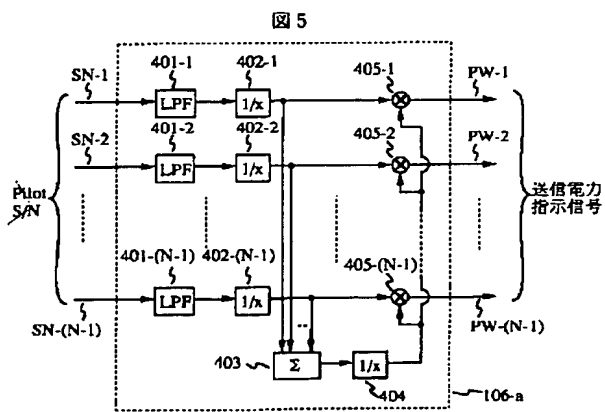 図5
401-1
402-1
405-1
PW-1
SN-1
LPF
1/x
SN-2
401-2
402-2
405-2
PW-2
LPF
1/x
Pilot
S/N
送信電力
指示信号
401-(N-1)
402-(N-1)
405-(N-1)
LPF
1/x
SN-(N-1)
PW-(N-1)
403
Σ
1/x
404
106-a